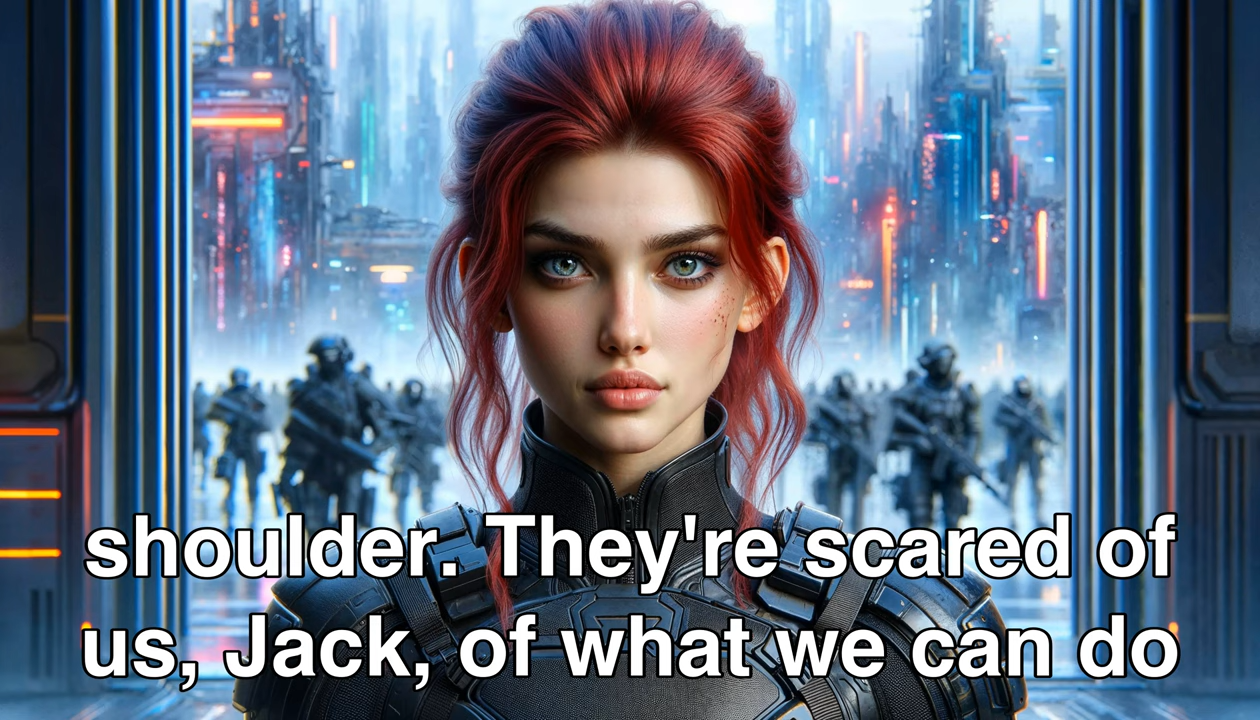 shoulder. They're scared of
us, Jack, of what we can do